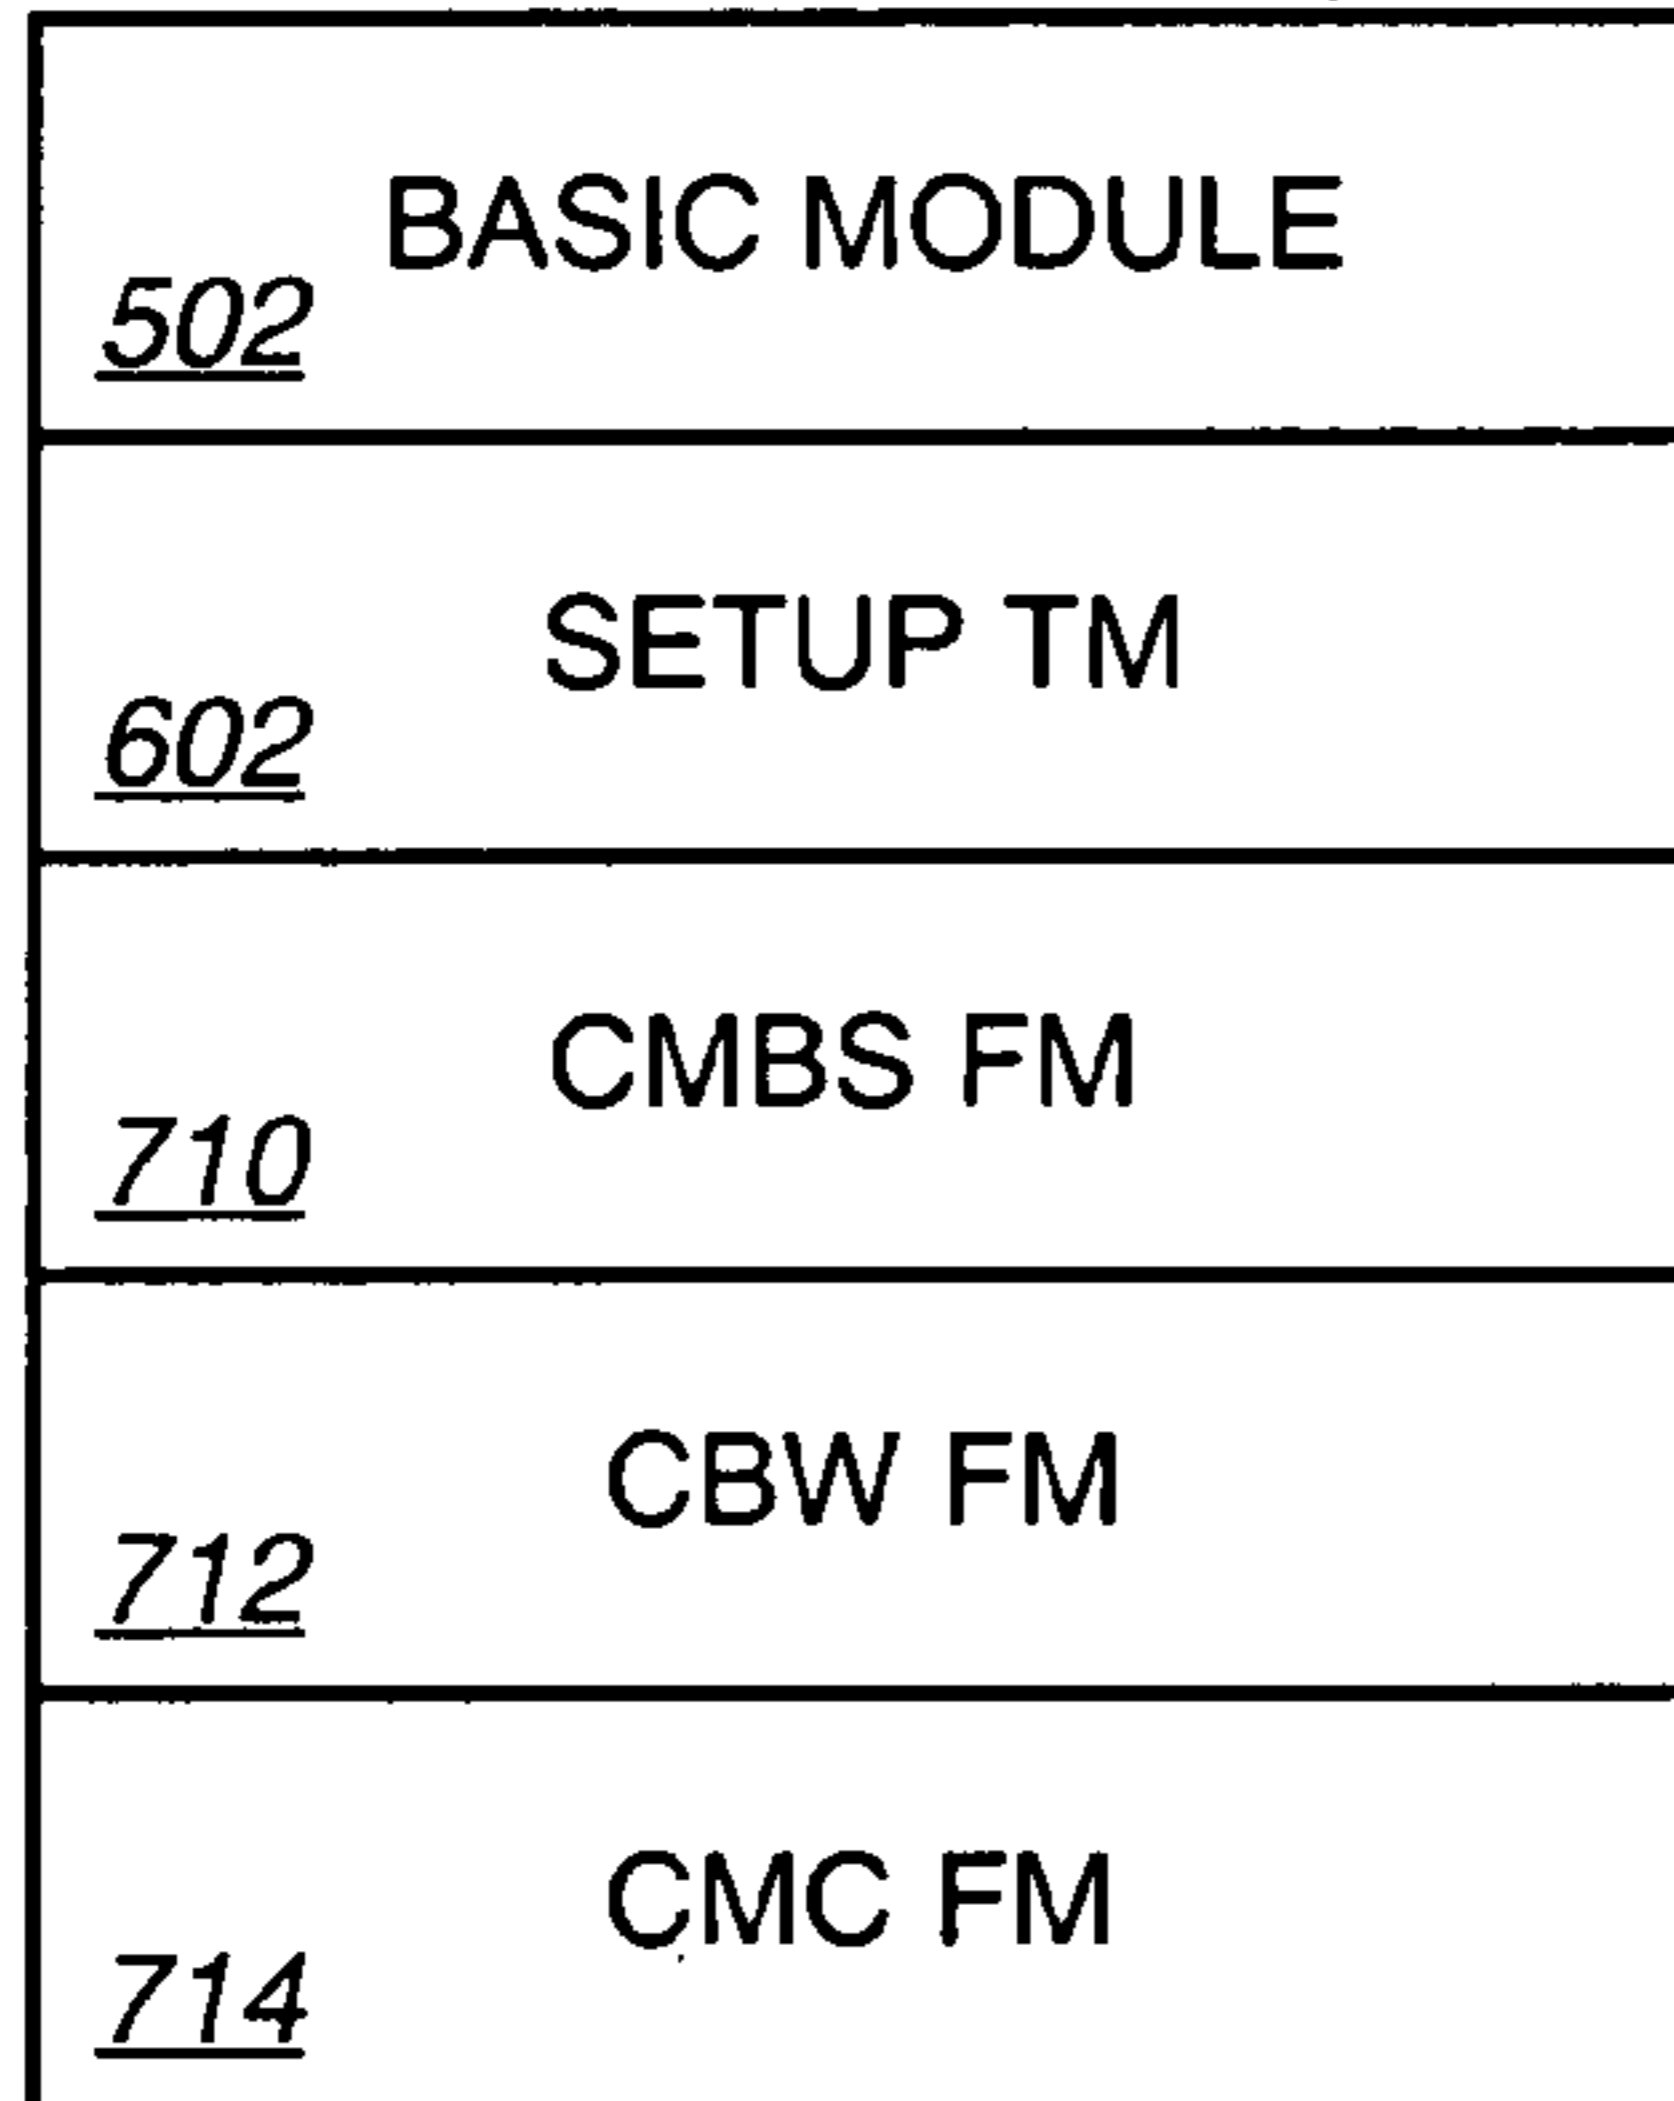 BASIC MODULE
502
SETUP TM
602
CMBS FM
710
CBW FM
712
CMC FM
714